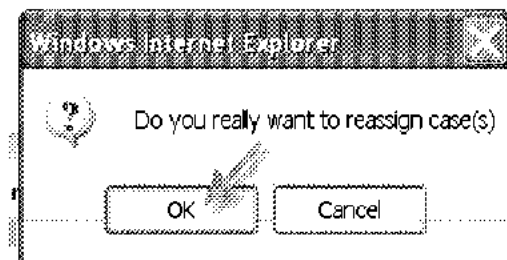 Windows Internet Explorer
Do you really want to reassign case(s)
OK
Cancel